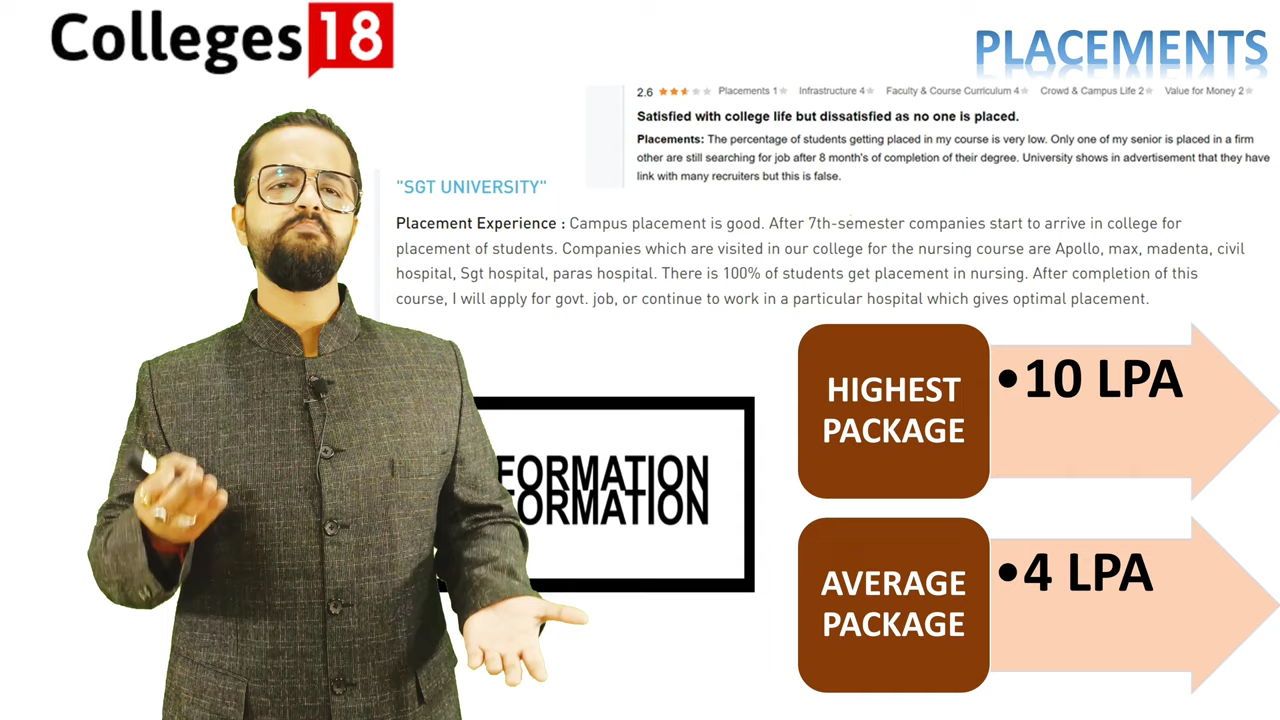 Colleges 18
PLACEMENTS
2.6 Placements 1 Infrastructure 4 Faculty & Course Curriculum 4 Crowd & Campus Life 2 Value for Money 2
Satisfied with college life but dissatisfied as no one is placed.
Placements: The percentage of students getting placed in my course is very low. Only one of my senior is placed in a firm
other are still searching for job after 8 month's of completion of their degree. University shows in advertisement that they have
link with many recruiters but this is false.
"SGT UNIVERSITY"
Placement Experience : Campus placement is good. After 7th-semester companies start to arrive in college for
placement of students. Companies which are visited in our college for the nursing course are Apollo, max, madenta, civil
hospital, Sgt hospital, paras hospital. There is 100% of students get placement in nursing. After completion of this
course, I will apply for govt. job, or continue to work in a particular hospital which gives optimal placement.
HIGHEST
PACKAGE
•10 LPA
FORMATION
FORMATION
AVERAGE
PACKAGE
•4 LPA